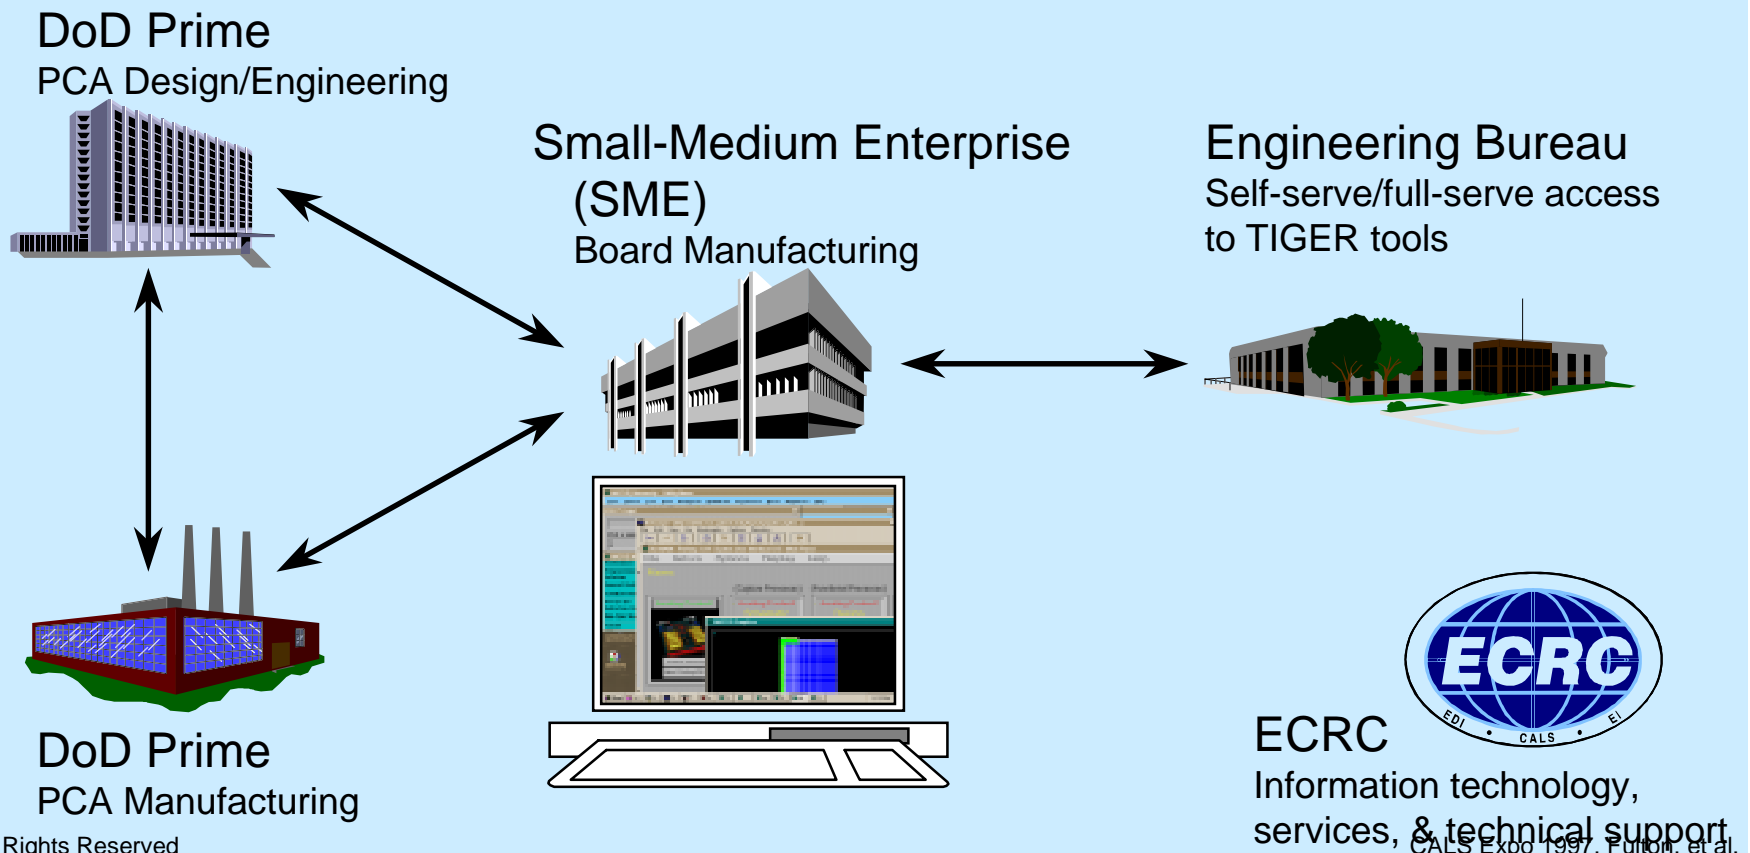 DoD Prime
PCA Design/Engineering
Small-Medium Enterprise
(SME)
Board Manufacturing
Engineering Bureau
Self-serve/full-serve access
to TIGER tools
DoD Prime
PCA Manufacturing
ECRC
EDI • CALS • EI
ECRC
Information technology,
services, & technical support
Rights Reserved
CALS Expo 1997, Fulton, et al.